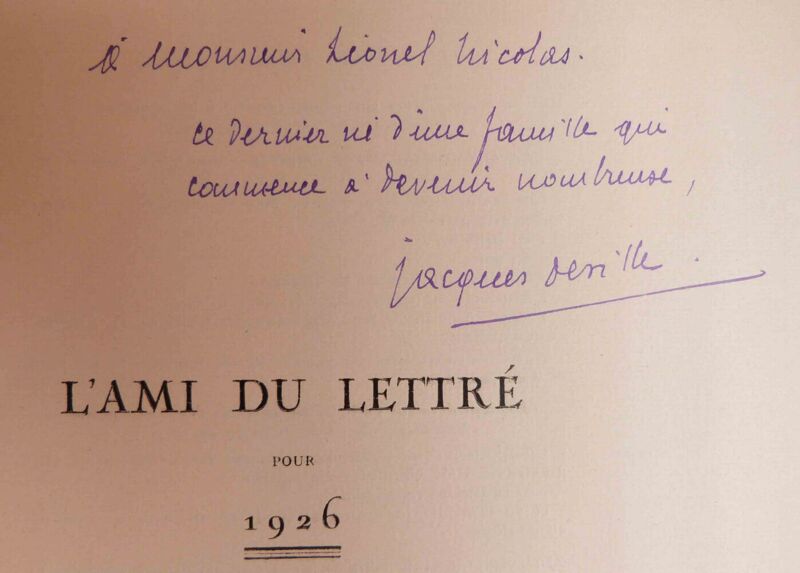 à Monsieur Lionel Nicolas.
ce dernier né d'une famille qui
commence à devenir nombreuse,
Jacques Deville.
L'AMI DU LETTRÉ
POUR
1926